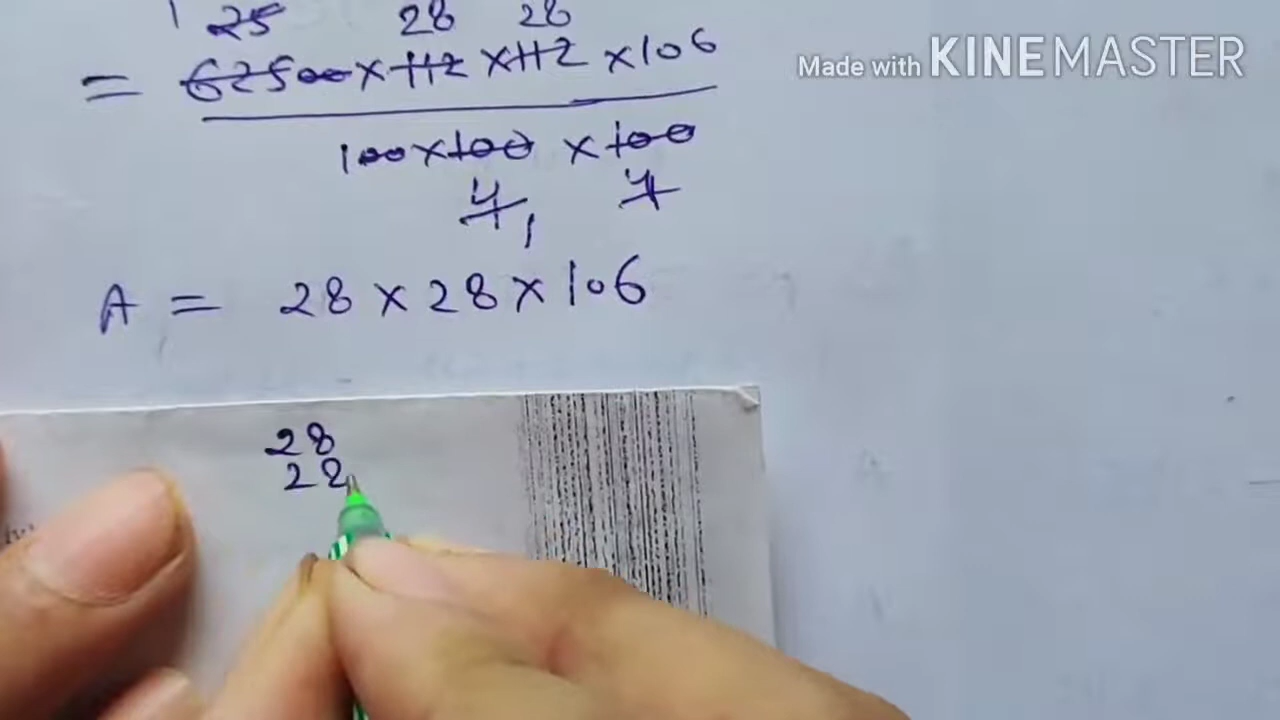 25 28 28
= 62500 × 112 × 112 × 106
100 × 100 × 100
4 1 4
A = 28 × 28 × 106
28
28
Made with KINEMASTER